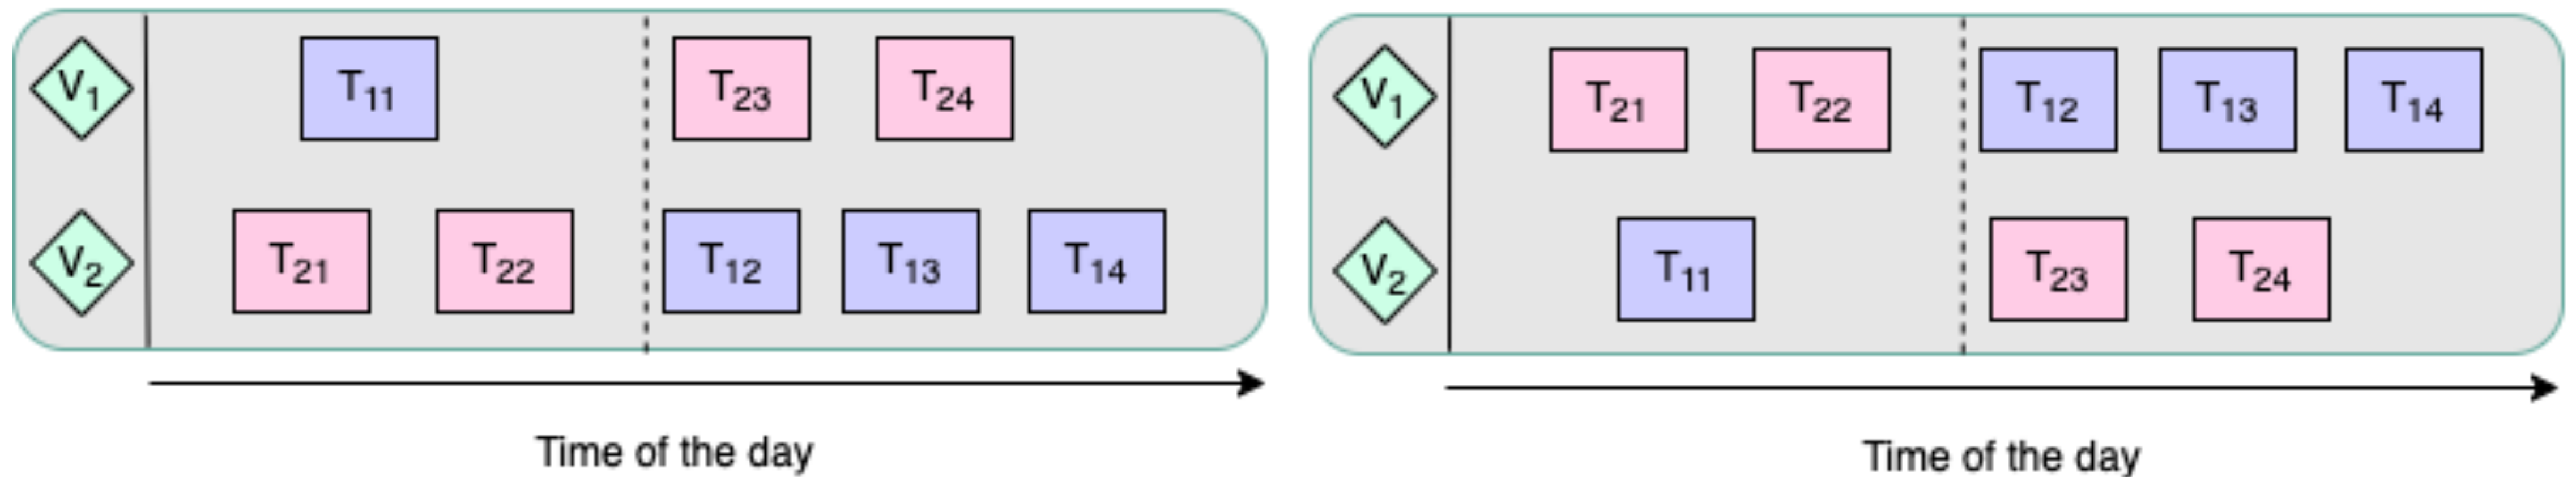 V1 T11 T23 T24
V2 T21 T22 T12 T13 T14
Time of the day
V1 T21 T22 T12 T13 T14
V2 T11 T23 T24
Time of the day